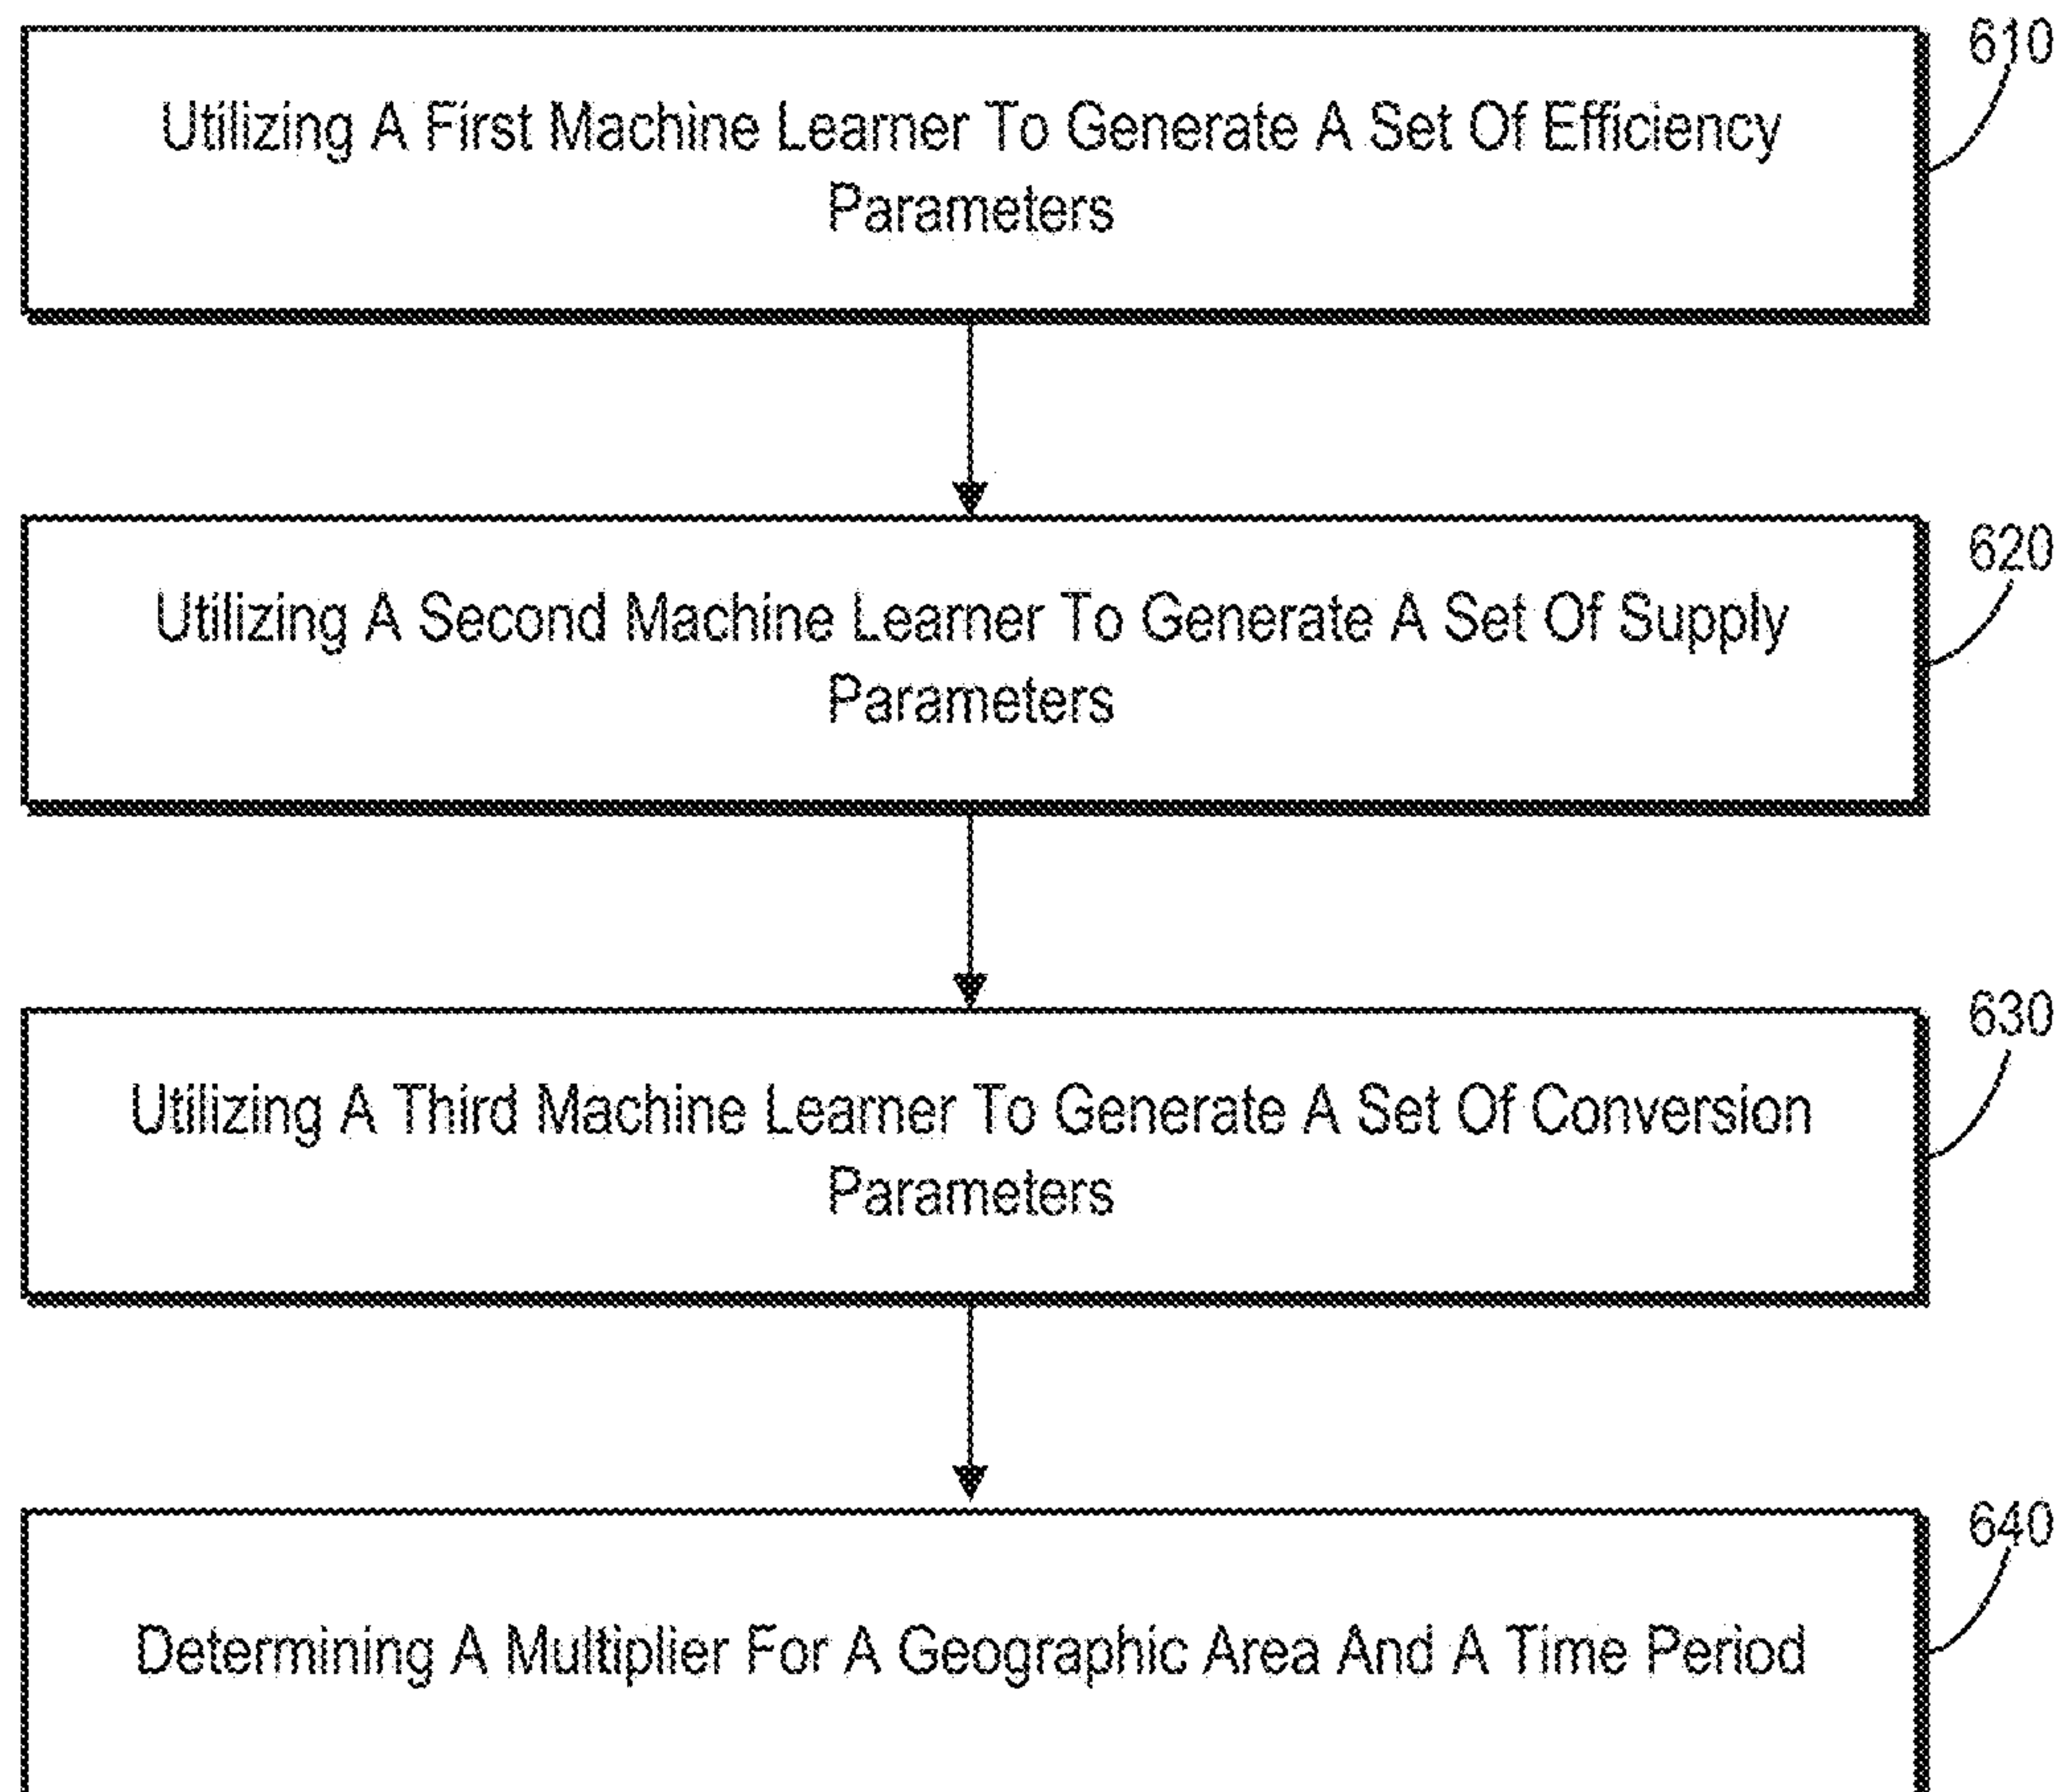 610
Utilizing A First Machine Learner To Generate A Set Of Efficiency
Parameters
620
Utilizing A Second Machine Learner To Generate A Set Of Supply
Parameters
630
Utilizing A Third Machine Learner To Generate A Set Of Conversion
Parameters
640
Determining A Multiplier For A Geographic Area And A Time Period